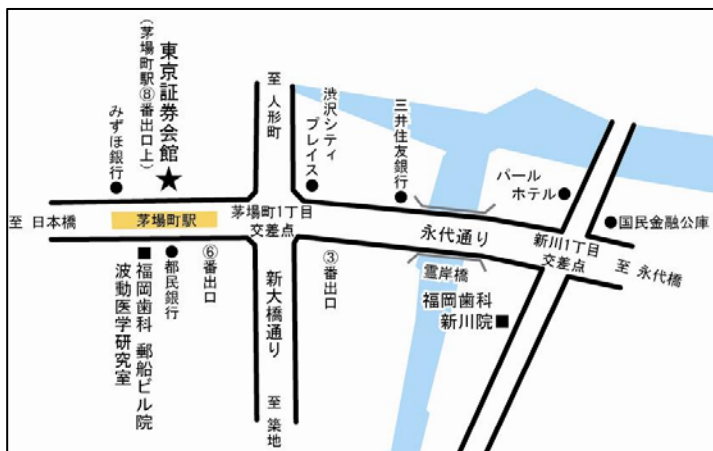 東京証券会館
（茅場町駅⑧番出口上）
みずほ銀行
至 人形町
渋沢シティ
プレイス
三井住友銀行
パール
ホテル
国民金融公庫
至 日本橋
茅場町駅
茅場町1丁目
交差点
永代通り
新川1丁目
交差点
至 永代橋
霊岸橋
福岡歯科
新川院
③番出口
新大橋通り
至 築地
⑥番出口
都民銀行
福岡歯科 郵船ビル院
波動医学研究室